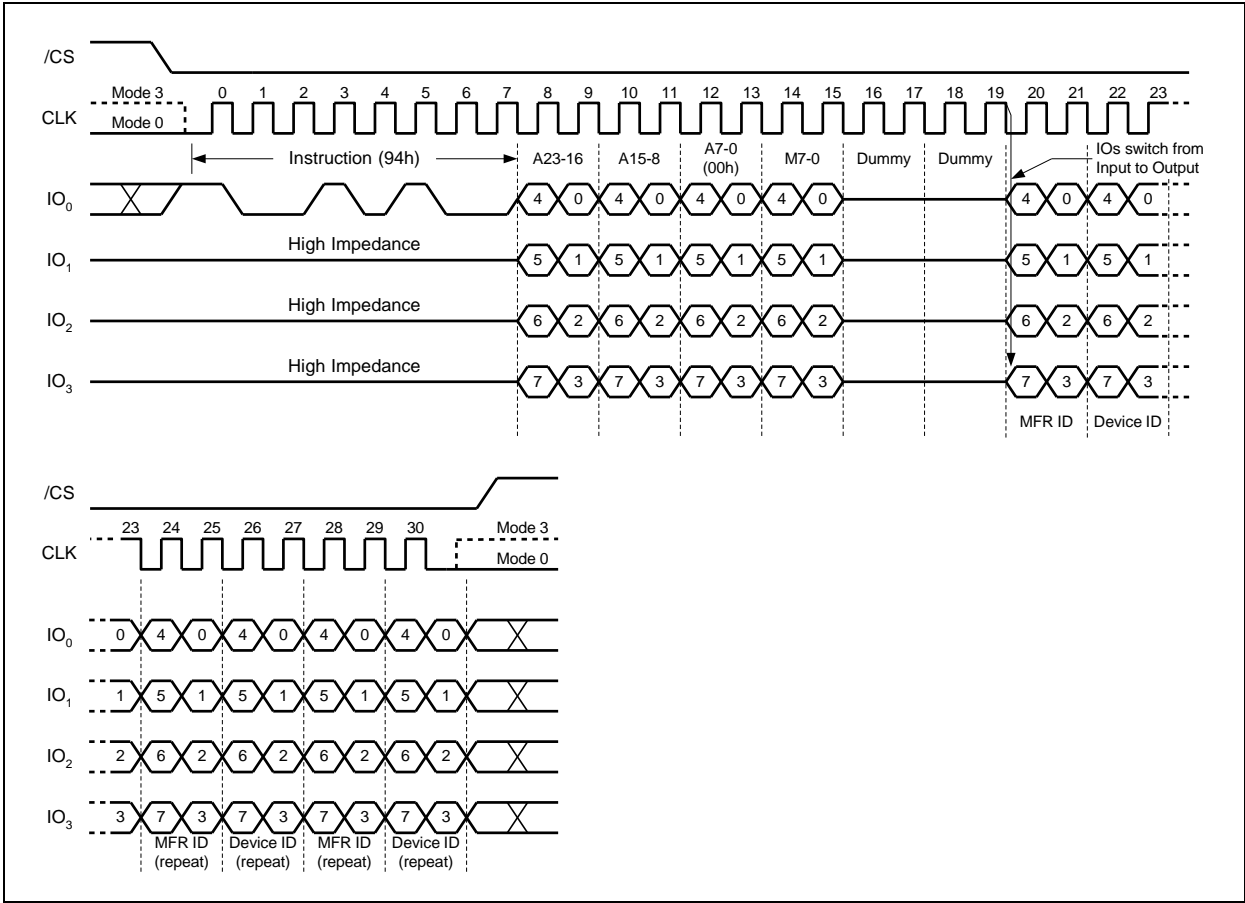 /CS
Mode 3 0 1 2 3 4 5 6 7 8 9 10 11 12 13 14 15 16 17 18 19 20 21 22 23
CLK
Mode 0
Instruction (94h) A23-16 A15-8 A7-0 (00h) M7-0 Dummy Dummy IOs switch from Input to Output
IO0 4 0 4 0 4 0 4 0 4 0 4 0
High Impedance
IO1 5 1 5 1 5 1 5 1 5 1 5 1
High Impedance
IO2 6 2 6 2 6 2 6 2 6 2 6 2
High Impedance
IO3 7 3 7 3 7 3 7 3 7 3 7 3
MFR ID Device ID
/CS
23 24 25 26 27 28 29 30 Mode 3
CLK
Mode 0
IO0 0 4 0 4 0 4 0 4 0
IO1 1 5 1 5 1 5 1 5 1
IO2 2 6 2 6 2 6 2 6 2
IO3 3 7 3 7 3 7 3 7 3
MFR ID Device ID MFR ID Device ID
(repeat) (repeat) (repeat) (repeat)